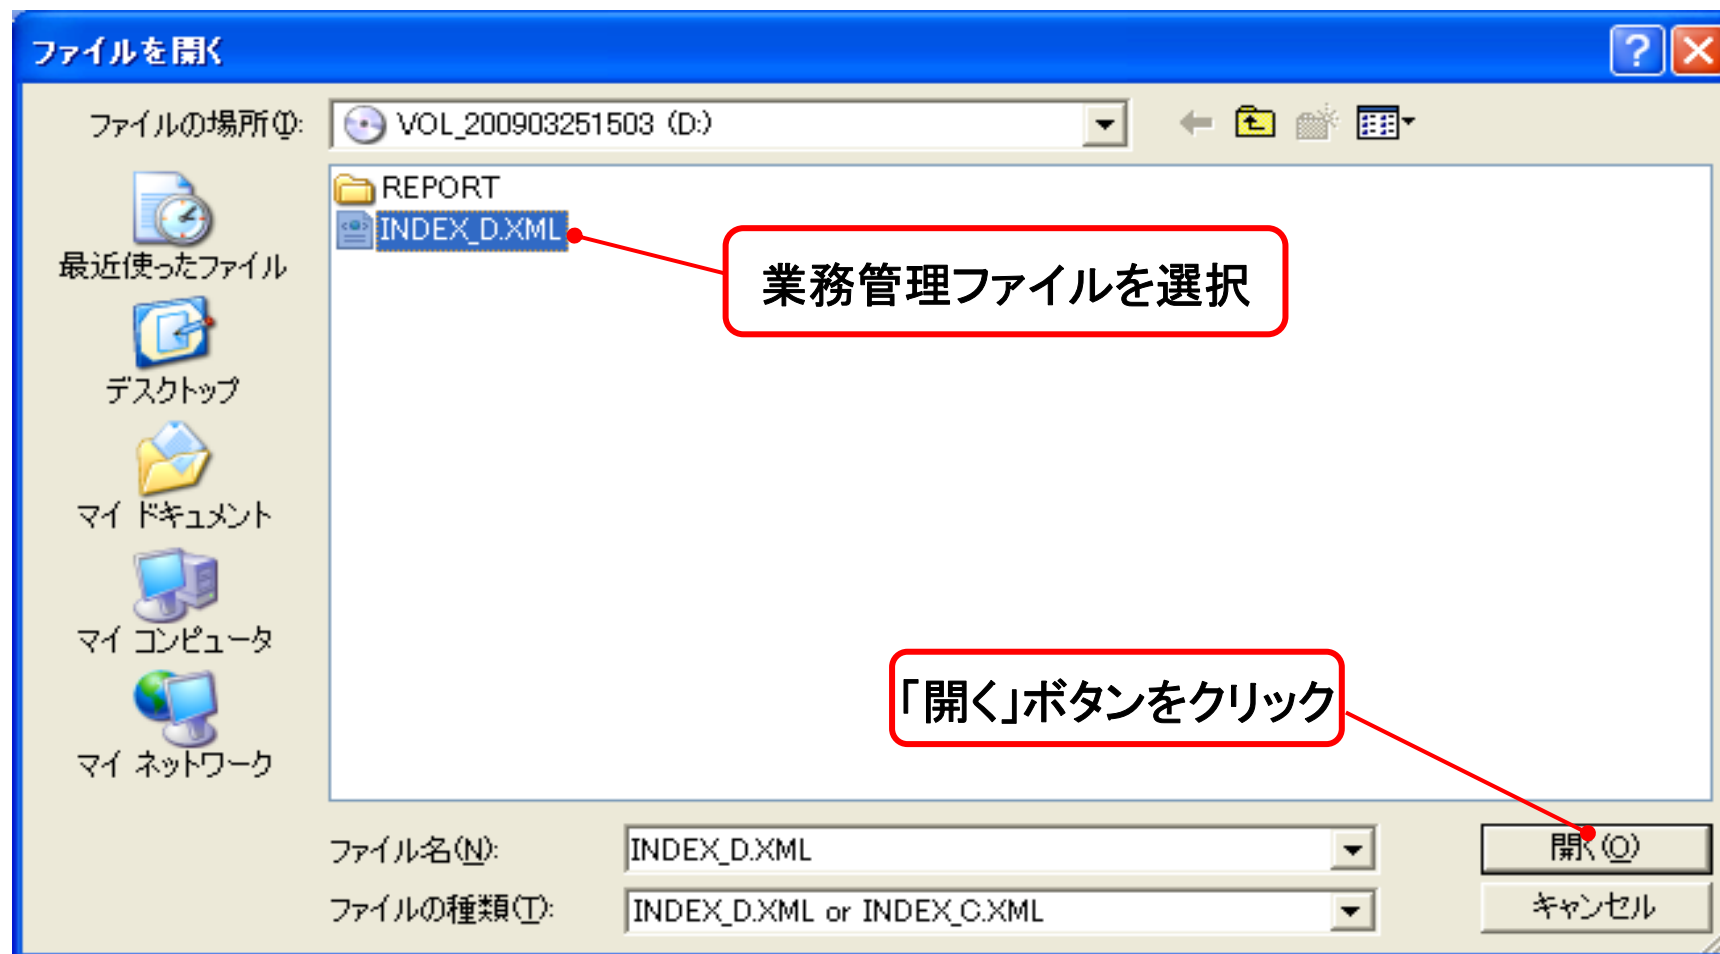 ファイルを開く
ファイルの場所(I):
VOL_200903251503 (D:)
REPORT
INDEX_D.XML
最近使ったファイル
業務管理ファイルを選択
デスクトップ
マイ ドキュメント
マイ コンピュータ
「開く」ボタンをクリック
マイ ネットワーク
ファイル名(N):
INDEX_D.XML
開く(O)
ファイルの種類(T):
INDEX_D.XML or INDEX_C.XML
キャンセル